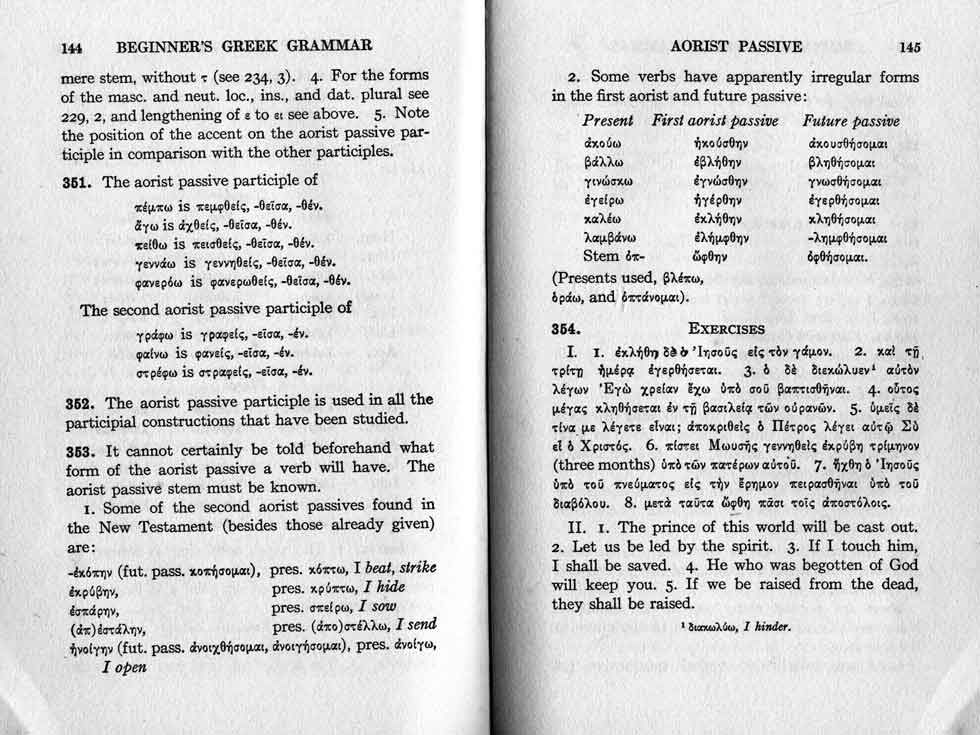 144 BEGINNER'S GREEK GRAMMAR
mere stem, without τ (see 234, 3). 4. For the forms
of the masc. and neut. loc., ins., and dat. plural see
229, 2, and lengthening of ε to ει see above. 5. Note
the position of the accent on the aorist passive par-
ticiple in comparison with the other participles.
351. The aorist passive participle of
πέμπω is πεμφθείς, -θεῖσα, -θέν.
ἄγω is ἀχθείς, -θεῖσα, -θέν.
πείθω is πεισθείς, -θεῖσα, -θέν.
γεννάω is γεννηθείς, -θεῖσα, -θέν.
φανερόω is φανερωθείς, -θεῖσα, -θέν.
The second aorist passive participle of
γράφω is γραφείς, -εῖσα, -έν.
φαίνω is φανείς, -εῖσα, -έν.
στρέφω is στραφείς, -εῖσα, -έν.
352. The aorist passive participle is used in all the
participial constructions that have been studied.
353. It cannot certainly be told beforehand what
form of the aorist passive a verb will have. The
aorist passive stem must be known.
1. Some of the second aorist passives found in
the New Testament (besides those already given)
are:
-ἐκόπην (fut. pass. κοπήσομαι), pres. κόπτω, I beat, strike
ἐκρύβην, pres. κρύπτω, I hide
ἐσπάρην, pres. σπείρω, I sow
(ἀπ)ἐστάλην, pres. (ἀπο)στέλλω, I send
ἠνοίγην (fut. pass. ἀνοιχθήσομαι, ἀνοιγήσομαι), pres. ἀνοίγω,
I open
AORIST PASSIVE 145
2. Some verbs have apparently irregular forms
in the first aorist and future passive:
Present First aorist passive Future passive
ἀκούω ἠκούσθην ἀκουσθήσομαι
βάλλω ἐβλήθην βληθήσομαι
γινώσκω ἐγνώσθην γνωσθήσομαι
ἐγείρω ἠγέρθην ἐγερθήσομαι
καλέω ἐκλήθην κληθήσομαι
λαμβάνω ἐλήμφθην -λημφθήσομαι
Stem ὀπ- ὤφθην ὀφθήσομαι.
(Presents used, βλέπω,
ὁράω, and ὀπτάνομαι).
354. EXERCISES
I. 1. ἐκλήθη δὲ ὁ Ἰησοῦς εἰς τὸν γάμον. 2. καὶ τῇ
τρίτῃ ἡμέρᾳ ἐγερθήσεται. 3. ὁ δὲ διεκώλυεν¹ αὐτὸν
λέγων Ἐγὼ χρείαν ἔχω ὑπὸ σοῦ βαπτισθῆναι. 4. οὗτος
μέγας κληθήσεται ἐν τῇ βασιλείᾳ τῶν οὐρανῶν. 5. ὑμεῖς δὲ
τίνα με λέγετε εἶναι; ἀποκριθεὶς ὁ Πέτρος λέγει αὐτῷ Σὺ
εἶ ὁ Χριστός. 6. πίστει Μωυσῆς γεννηθεὶς ἐκρύβη τρίμηνον
(three months) ὑπὸ τῶν πατέρων αὐτοῦ. 7. ἤχθη ὁ Ἰησοῦς
ὑπὸ τοῦ πνεύματος εἰς τὴν ἔρημον πειρασθῆναι ὑπὸ τοῦ
διαβόλου. 8. μετὰ ταῦτα ὤφθη πᾶσι τοῖς ἀποστόλοις.
II. 1. The prince of this world will be cast out.
2. Let us be led by the spirit. 3. If I touch him,
I shall be saved. 4. He who was begotten of God
will keep you. 5. If we be raised from the dead,
they shall be raised.
¹ διακωλύω, I hinder.